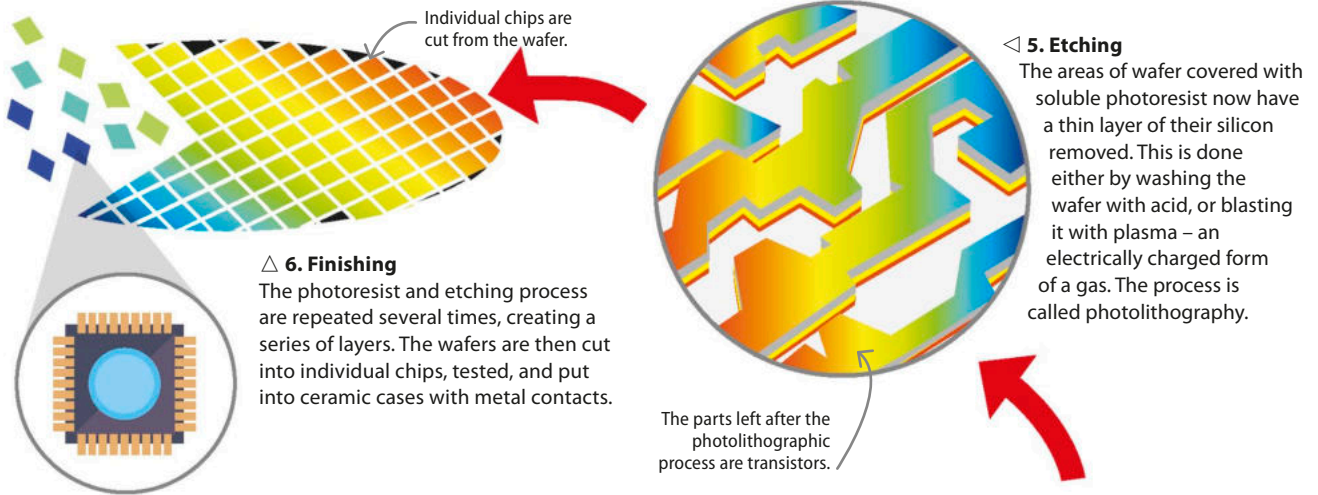 Individual chips are
cut from the wafer.
◁ 5. Etching
The areas of wafer covered with
soluble photoresist now have
a thin layer of their silicon
removed. This is done
either by washing the
wafer with acid, or blasting
it with plasma – an
electrically charged form
of a gas. The process is
called photolithography.
△ 6. Finishing
The photoresist and etching process
are repeated several times, creating a
series of layers. The wafers are then cut
into individual chips, tested, and put
into ceramic cases with metal contacts.
The parts left after the
photolithographic
process are transistors.